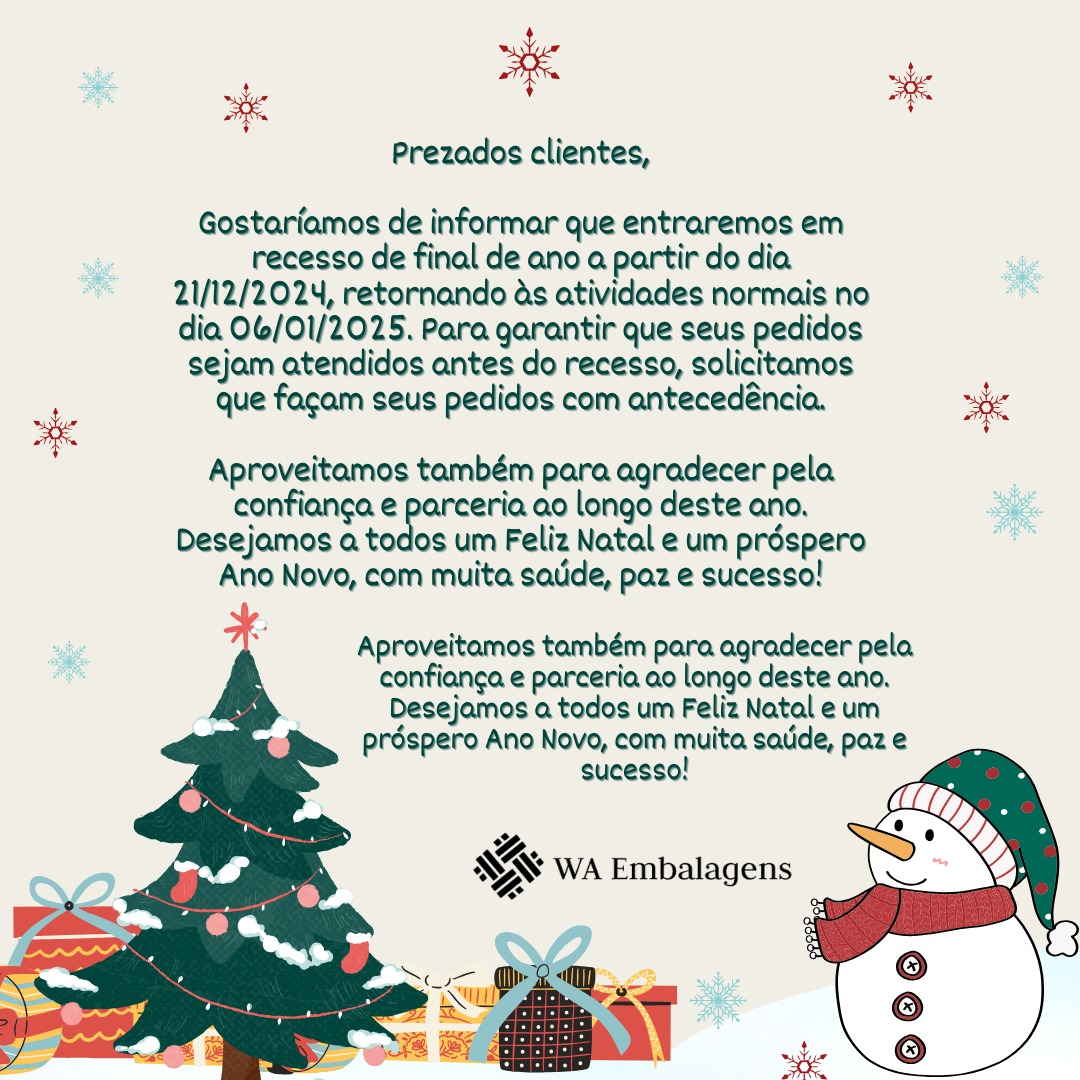 Prezados clientes,
Gostaríamos de informar que entraremos em
recesso de final de ano a partir do dia
21/12/2024, retornando às atividades normais no
dia 06/01/2025. Para garantir que seus pedidos
sejam atendidos antes do recesso, solicitamos
que façam seus pedidos com antecedência.
Aproveitamos também para agradecer pela
confiança e parceria ao longo deste ano.
Desejamos a todos um Feliz Natal e um próspero
Ano Novo, com muita saúde, paz e sucesso!
Aproveitamos também para agradecer pela
confiança e parceria ao longo deste ano.
Desejamos a todos um Feliz Natal e um
próspero Ano Novo, com muita saúde, paz e
sucesso!
WA Embalagens